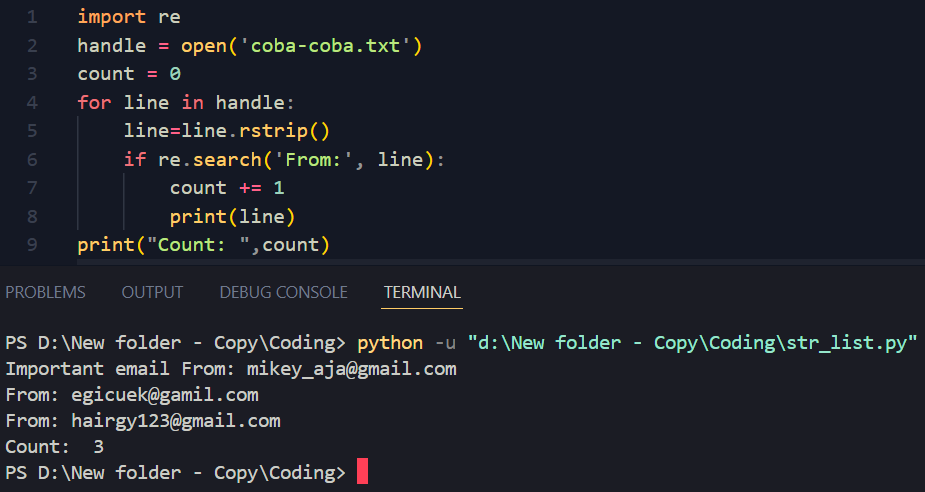 1 import re
2 handle = open('coba-coba.txt')
3 count = 0
4 for line in handle:
5 line=line.rstrip()
6 if re.search('From:', line):
7 count += 1
8 print(line)
9 print("Count: ",count)
PROBLEMS OUTPUT DEBUG CONSOLE TERMINAL
PS D:\New folder - Copy\Coding> python -u "d:\New folder - Copy\Coding\str_list.py"
Important email From: mikey_aja@gmail.com
From: egicuek@gamil.com
From: hairgy123@gmail.com
Count:  3
PS D:\New folder - Copy\Coding>